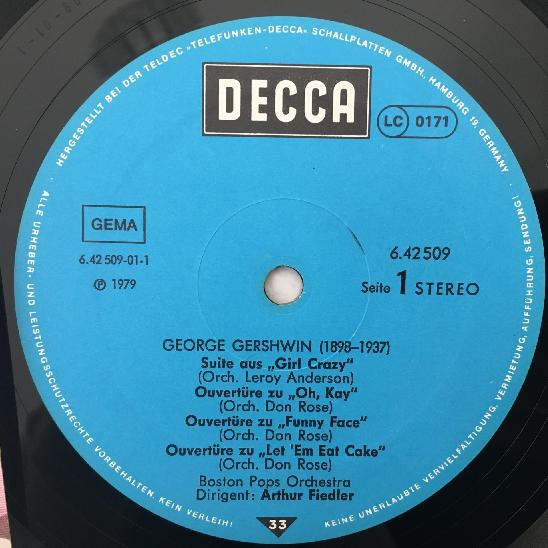 HERGESTELLT BEI DER TELDEC »TELEFUNKEN-DECCA« SCHALLPLATTEN GMBH., HAMBURG 19, GERMANY
DECCA
LC 0171
GEMA
6.42 509-01-1
Ⓟ 1979
6.42509
Seite 1 STEREO
GEORGE GERSHWIN (1898–1937)
Suite aus „Girl Crazy“
(Orch. Leroy Anderson)
Ouvertüre zu „Oh, Kay“
(Orch. Don Rose)
Ouvertüre zu „Funny Face“
(Orch. Don Rose)
Ouvertüre zu „Let 'Em Eat Cake“
(Orch. Don Rose)
Boston Pops Orchestra
Dirigent: Arthur Fiedler
33
ALLE URHEBER- UND LEISTUNGSSCHUTZRECHTE VORBEHALTEN. KEIN VERLEIH!
KEINE UNERLAUBTE VERVIELFALTIGUNG, VERMIETUNG, AUFFÜHRUNG, SENDUNG!